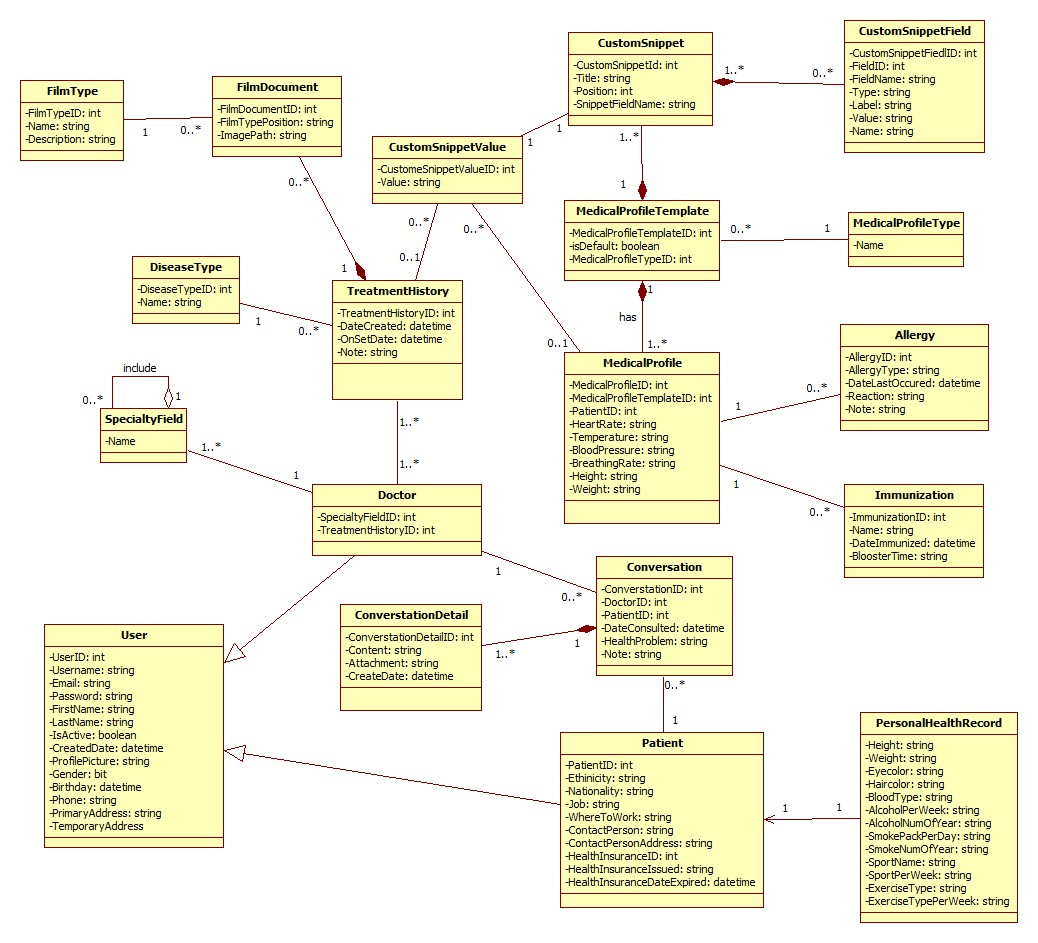 CustomSnippet
-CustomSnippetId: int
-Title: string
-Position: int
-SnippetFieldName: string
CustomSnippetField
-CustomSnippetFiedlID: int
-FieldID: int
-FieldName: string
-Type: string
-Label: string
-Value: string
-Name: string
1..*
0..*
FilmType
-FilmTypeID: int
-Name: string
-Description: string
1
0..*
FilmDocument
-FilmDocumentID: int
-FilmTypePosition: string
-ImagePath: string
0..*
1
CustomSnippetValue
-CustomeSnippetValueID: int
-Value: string
1
1
0..*
0..1
0..*
0..1
1..*
1
MedicalProfileTemplate
-MedicalProfileTemplateID: int
-isDefault: boolean
-MedicalProfileTypeID: int
0..*
1
MedicalProfileType
-Name
1
has
1..*
DiseaseType
-DiseaseTypeID: int
-Name: string
1
0..*
TreatmentHistory
-TreatmentHistoryID: int
-DateCreated: datetime
-OnSetDate: datetime
-Note: string
MedicalProfile
-MedicalProfileID: int
-MedicalProfileTemplateID: int
-PatientID: int
-HeartRate: string
-Temperature: string
-BloodPressure: string
-BreathingRate: string
-Height: string
-Weight: string
1
0..*
Allergy
-AllergyID: int
-AllergyType: string
-DateLastOccured: datetime
-Reaction: string
-Note: string
1
0..*
Immunization
-ImmunizationID: int
-Name: string
-DateImmunized: datetime
-BloosterTime: string
include
0..*
1
SpecialtyField
-Name
1..*
1
1..*
1..*
Doctor
-SpecialtyFieldID: int
-TreatmentHistoryID: int
1
0..*
Conversation
-ConverstationID: int
-DoctorID: int
-PatientID: int
-DateConsulted: datetime
-HealthProblem: string
-Note: string
ConverstationDetail
-ConverstationDetailID: int
-Content: string
-Attachment: string
-CreateDate: datetime
1..*
1
0..*
1
User
-UserID: int
-Username: string
-Email: string
-Password: string
-FirstName: string
-LastName: string
-IsActive: boolean
-CreatedDate: datetime
-ProfilePicture: string
-Gender: bit
-Birthday: datetime
-Phone: string
-PrimaryAddress: string
-TemporaryAddress
Patient
-PatientID: int
-Ethinicity: string
-Nationality: string
-Job: string
-WhereToWork: string
-ContactPerson: string
-ContactPersonAddress: string
-HealthInsuranceID: int
-HealthInsuranceIssued: string
-HealthInsuranceDateExpired: datetime
1
1
PersonalHealthRecord
-Height: string
-Weight: string
-Eyecolor: string
-Haircolor: string
-BloodType: string
-AlcoholPerWeek: string
-AlcoholNumOfYear: string
-SmokePackPerDay: string
-SmokeNumOfYear: string
-SportName: string
-SportPerWeek: string
-ExerciseType: string
-ExerciseTypePerWeek: string